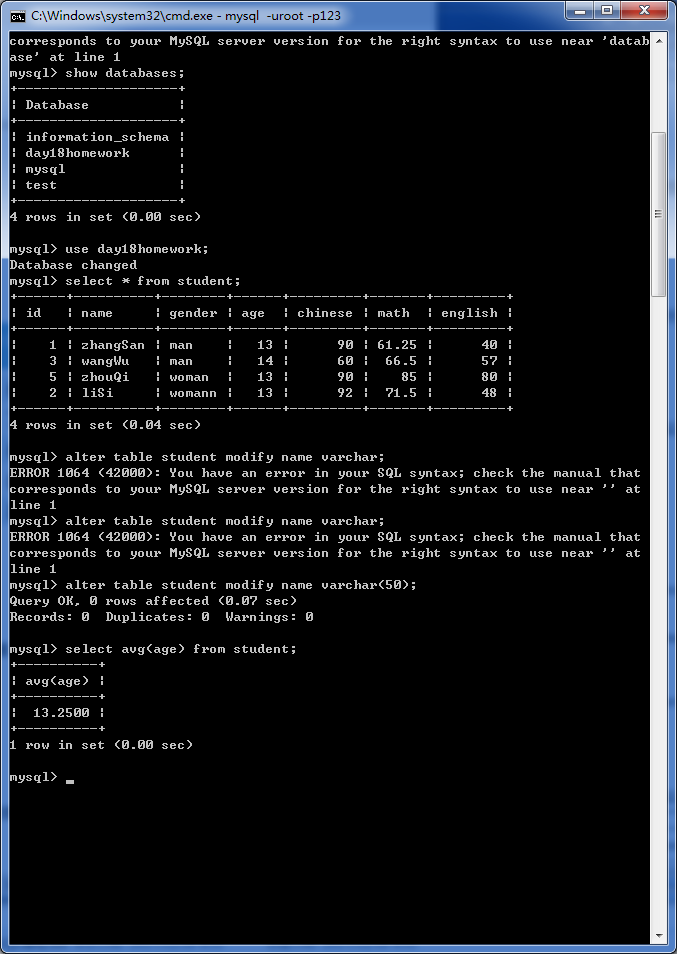 C:\Windows\system32\cmd.exe - mysql  -uroot -p123
corresponds to your MySQL server version for the right syntax to use near 'datab
ase' at line 1
mysql> show databases;
+--------------------+
| Database           |
+--------------------+
| information_schema |
| day18homework      |
| mysql              |
| test               |
+--------------------+
4 rows in set (0.00 sec)
mysql> use day18homework;
Database changed
mysql> select * from student;
+------+----------+--------+------+---------+-------+---------+
| id   | name     | gender | age  | chinese | math  | english |
+------+----------+--------+------+---------+-------+---------+
|    1 | zhangSan | man    |   13 |      90 | 61.25 |      40 |
|    3 | wangWu   | man    |   14 |      60 |  66.5 |      57 |
|    5 | zhouQi   | woman  |   13 |      90 |    85 |      80 |
|    2 | liSi     | womann |   13 |      92 |  71.5 |      48 |
+------+----------+--------+------+---------+-------+---------+
4 rows in set (0.04 sec)
mysql> alter table student modify name varchar;
ERROR 1064 (42000): You have an error in your SQL syntax; check the manual that
corresponds to your MySQL server version for the right syntax to use near '' at
line 1
mysql> alter table student modify name varchar;
ERROR 1064 (42000): You have an error in your SQL syntax; check the manual that
corresponds to your MySQL server version for the right syntax to use near '' at
line 1
mysql> alter table student modify name varchar(50);
Query OK, 0 rows affected (0.07 sec)
Records: 0  Duplicates: 0  Warnings: 0
mysql> select avg(age) from student;
+----------+
| avg(age) |
+----------+
|  13.2500 |
+----------+
1 row in set (0.00 sec)
mysql> _